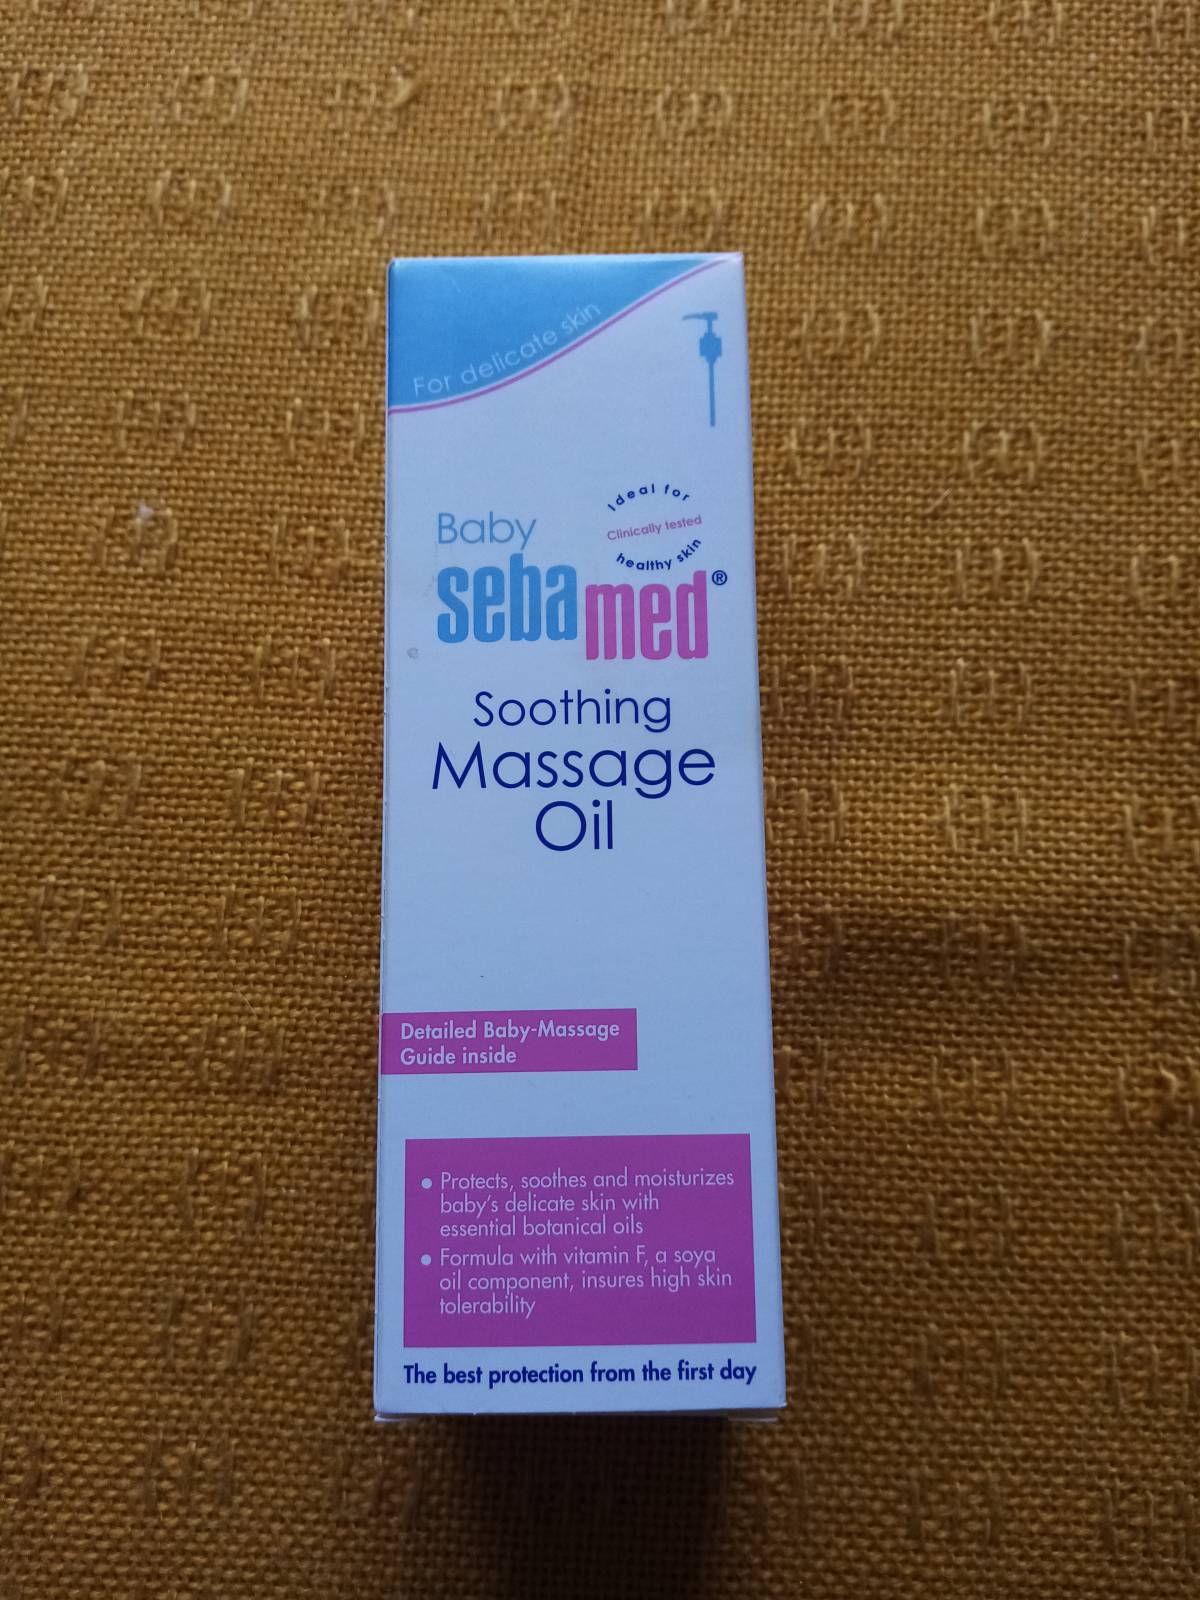 For delicate skin
Ideal for
Clinically tested
healthy skin
Baby
sebamed®
Soothing
Massage
Oil
Detailed Baby-Massage
Guide inside
• Protects, soothes and moisturizes
baby's delicate skin with
essential botanical oils
• Formula with vitamin F, a soya
oil component, insures high skin
tolerability
The best protection from the first day